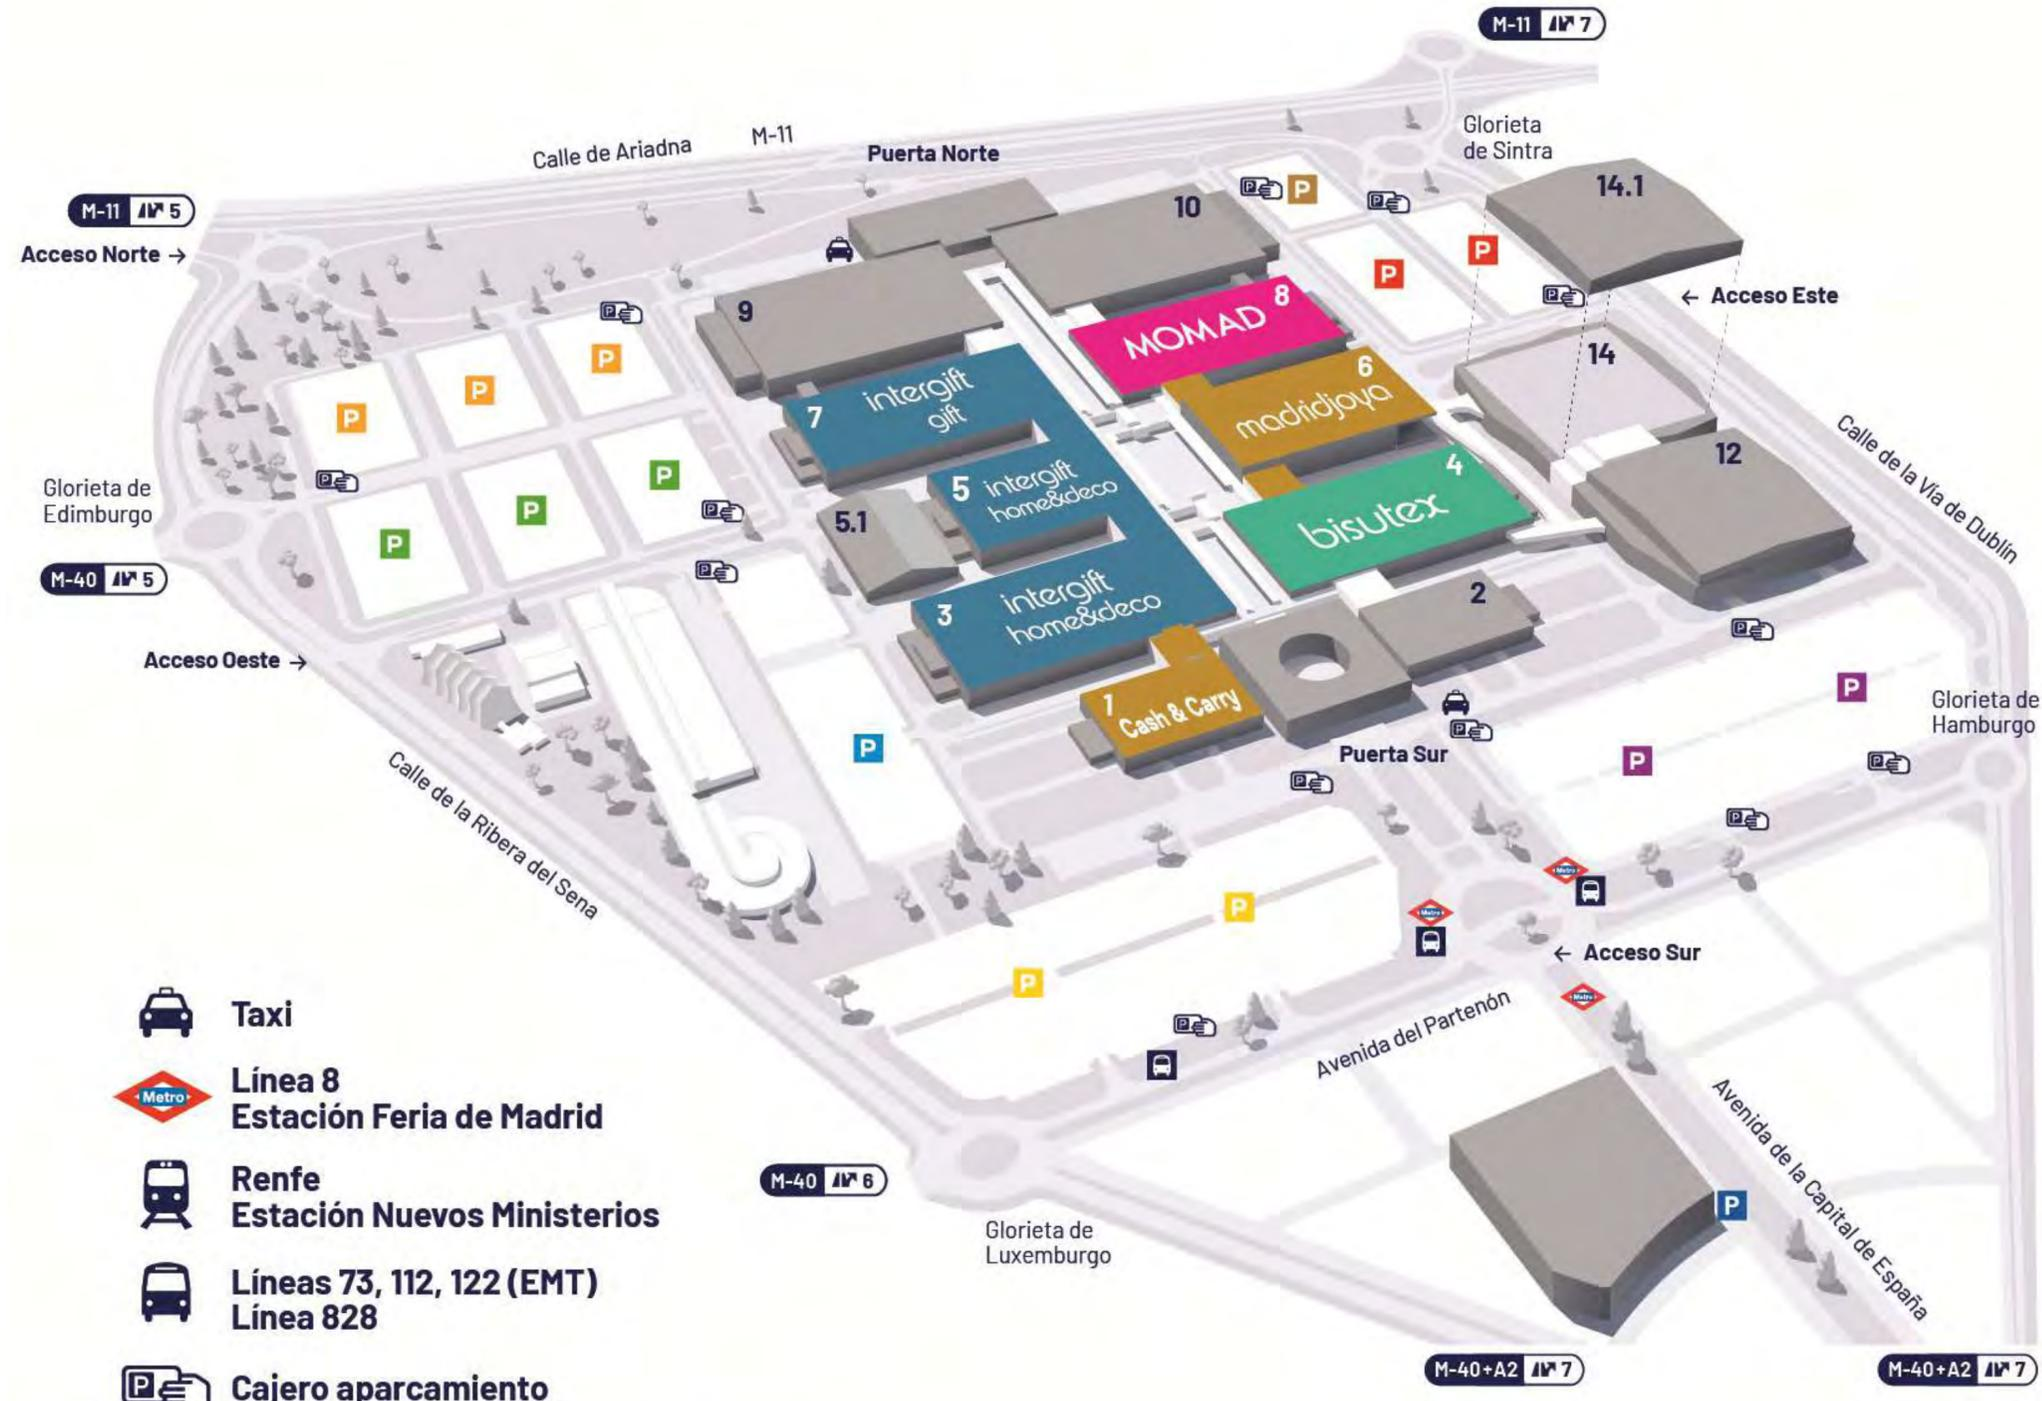 M-11 7
Calle de Ariadna
M-11
Puerta Norte
Glorieta
de Sintra
M-11 5
Acceso Norte →
P
P
P
14.1
10
P
P
← Acceso Este
9
8
MOMAD
14
P
P
P
6
madridjoya
7
intergift
gift
12
Calle de la Vía de Dublín
4
bisutex
P
P
P
P
5
intergift
home&deco
5.1
Glorieta de
Edimburgo
M-40 5
3
intergift
home&deco
2
P
P
P
Acceso Oeste →
1
Cash & Carry
P
P
Glorieta de
Hamburgo
Puerta Sur
P
P
P
P
P
Calle de la Ribera del Sena
Metro
P
Metro
P
← Acceso Sur
Metro
P
Avenida del Partenón
Avenida de la Capital de España
M-40 6
Glorieta de
Luxemburgo
P
M-40+A2 7
M-40+A2 7
Taxi
Metro
Línea 8
Estación Feria de Madrid
Renfe
Estación Nuevos Ministerios
Líneas 73, 112, 122 (EMT)
Línea 828
P
Cajero aparcamiento